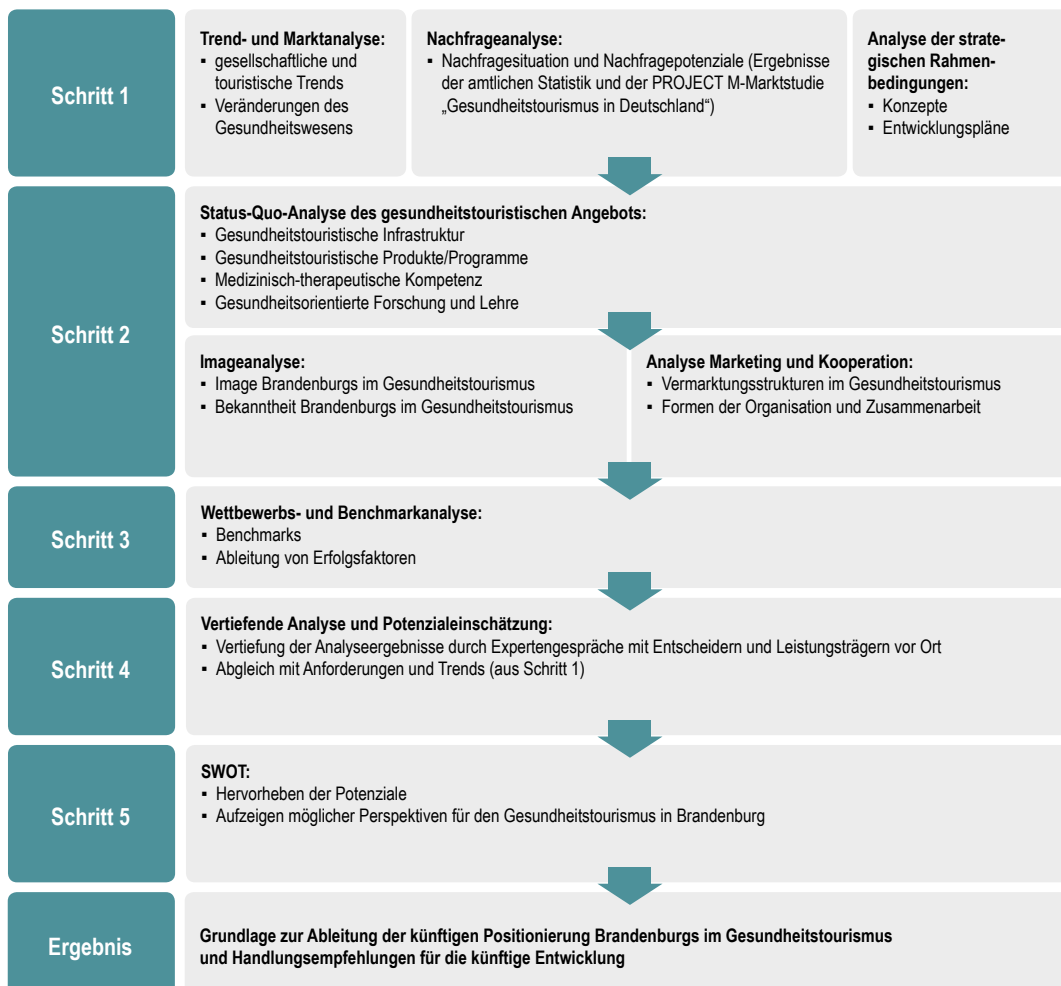 Schritt 1
Trend- und Marktanalyse:
▪ gesellschaftliche und
touristische Trends
▪ Veränderungen des
Gesundheitswesens
Nachfrageanalyse:
▪ Nachfragesituation und Nachfragepotenziale (Ergebnisse
der amtlichen Statistik und der PROJECT M-Marktstudie
„Gesundheitstourismus in Deutschland“)
Analyse der strate-
gischen Rahmen-
bedingungen:
▪ Konzepte
▪ Entwicklungspläne
Schritt 2
Status-Quo-Analyse des gesundheitstouristischen Angebots:
▪ Gesundheitstouristische Infrastruktur
▪ Gesundheitstouristische Produkte/Programme
▪ Medizinisch-therapeutische Kompetenz
▪ Gesundheitsorientierte Forschung und Lehre
Imageanalyse:
▪ Image Brandenburgs im Gesundheitstourismus
▪ Bekanntheit Brandenburgs im Gesundheitstourismus
Analyse Marketing und Kooperation:
▪ Vermarktungsstrukturen im Gesundheitstourismus
▪ Formen der Organisation und Zusammenarbeit
Schritt 3
Wettbewerbs- und Benchmarkanalyse:
▪ Benchmarks
▪ Ableitung von Erfolgsfaktoren
Schritt 4
Vertiefende Analyse und Potenzialeinschätzung:
▪ Vertiefung der Analyseergebnisse durch Expertengespräche mit Entscheidern und Leistungsträgern vor Ort
▪ Abgleich mit Anforderungen und Trends (aus Schritt 1)
Schritt 5
SWOT:
▪ Hervorheben der Potenziale
▪ Aufzeigen möglicher Perspektiven für den Gesundheitstourismus in Brandenburg
Ergebnis
Grundlage zur Ableitung der künftigen Positionierung Brandenburgs im Gesundheitstourismus
und Handlungsempfehlungen für die künftige Entwicklung